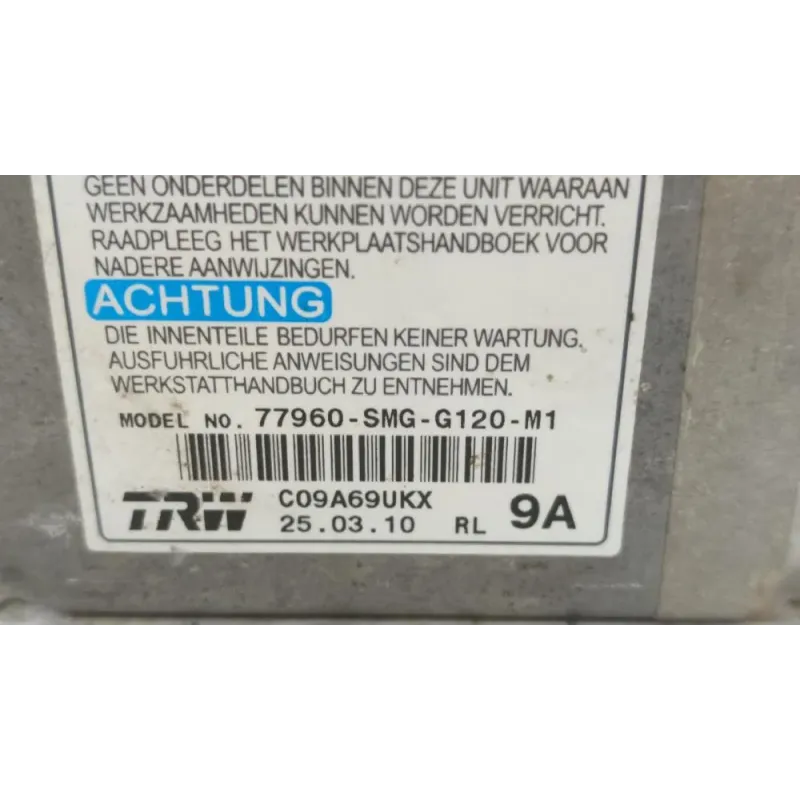 GEEN ONDERDELEN BINNEN DEZE UNIT WAARAAN
WERKZAAMHEDEN KUNNEN WORDEN VERRICHT.
RAADPLEEG HET WERKPLAATSHANDBOEK VOOR
NADERE AANWIJZINGEN.
ACHTUNG
DIE INNENTEILE BEDURFEN KEINER WARTUNG.
AUSFUHRLICHE ANWEISUNGEN SIND DEM
WERKSTATTHANDBUCH ZU ENTNEHMEN.
MODEL NO. 77960-SMG-G120-M1
TRW C09A69UKX 9A
25.03.10 RL